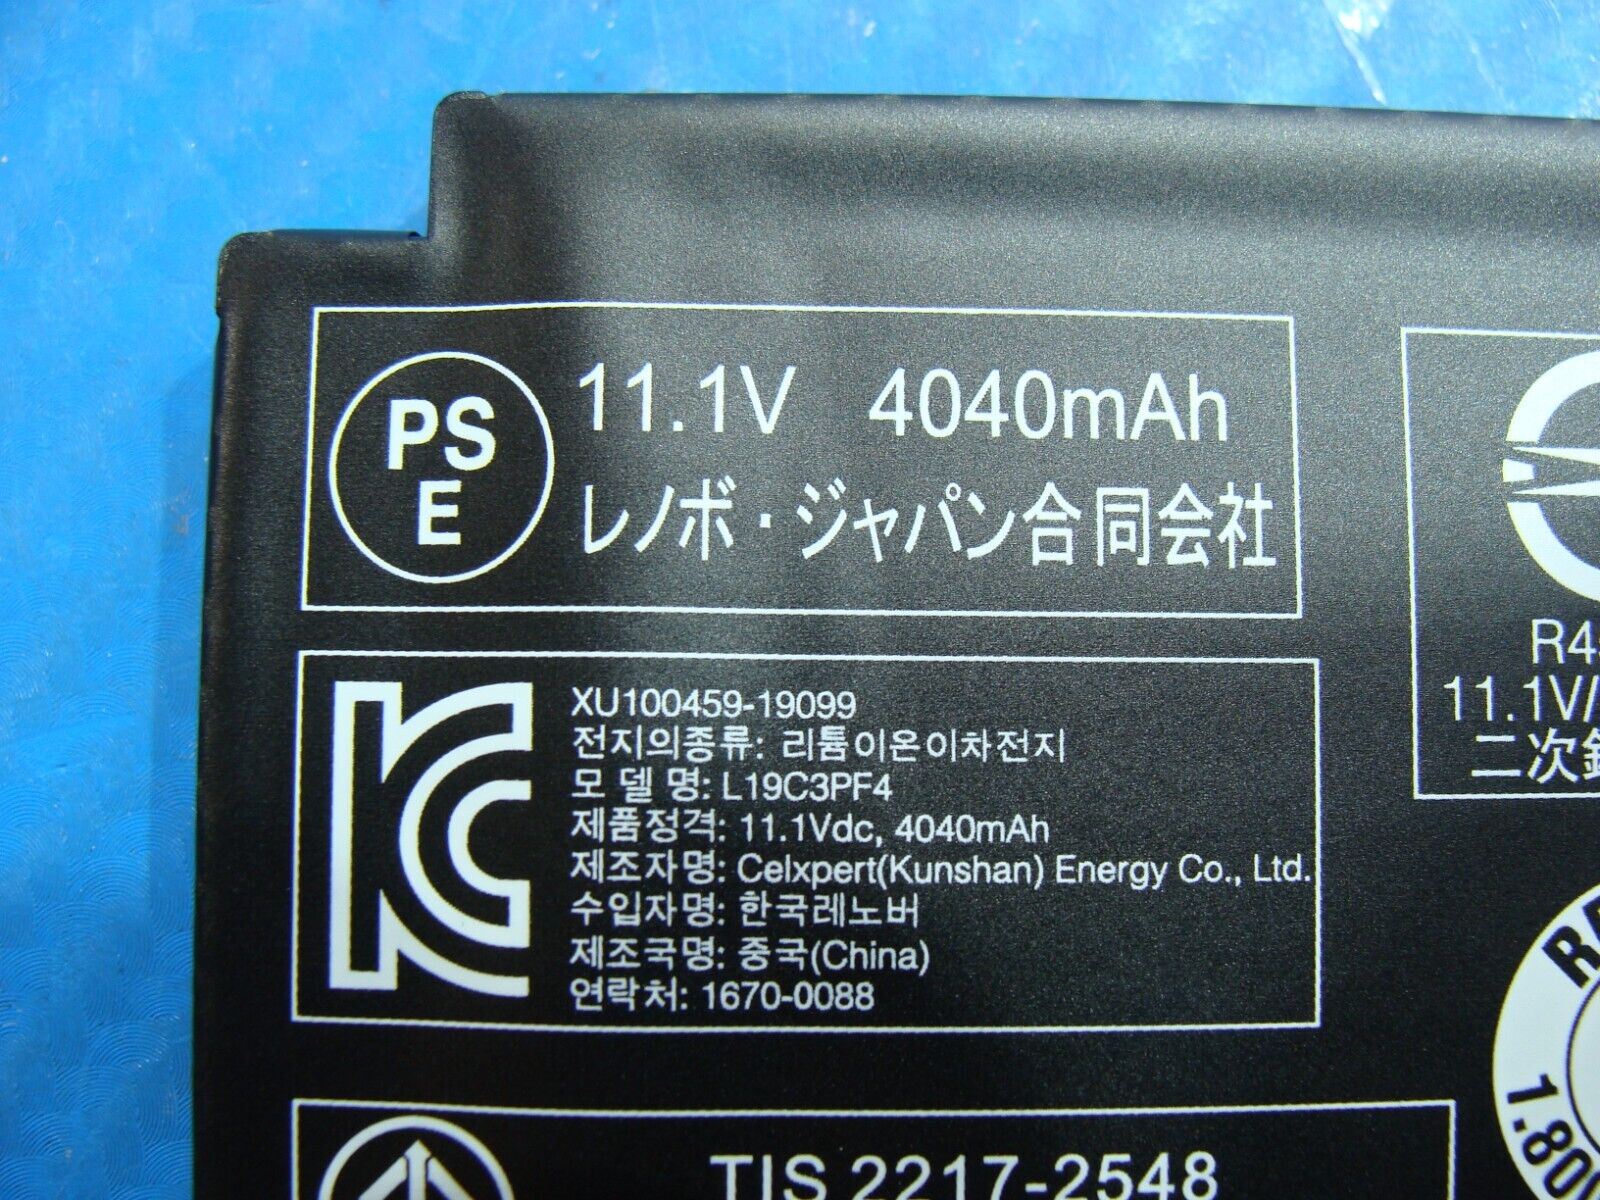 PS
E
11.1V 4040mAh
レノボ・ジャパン合同会社
XU100459-19099
전지의종류: 리튬이온이차전지
모델명: L19C3PF4
제품정격: 11.1Vdc, 4040mAh
제조자명: Celxpert(Kunshan) Energy Co., Ltd.
수입자명: 한국레노버
제조국명: 중국(China)
연락처: 1670-0088
TIS 2217-2548
11.1V/
二次
1.800